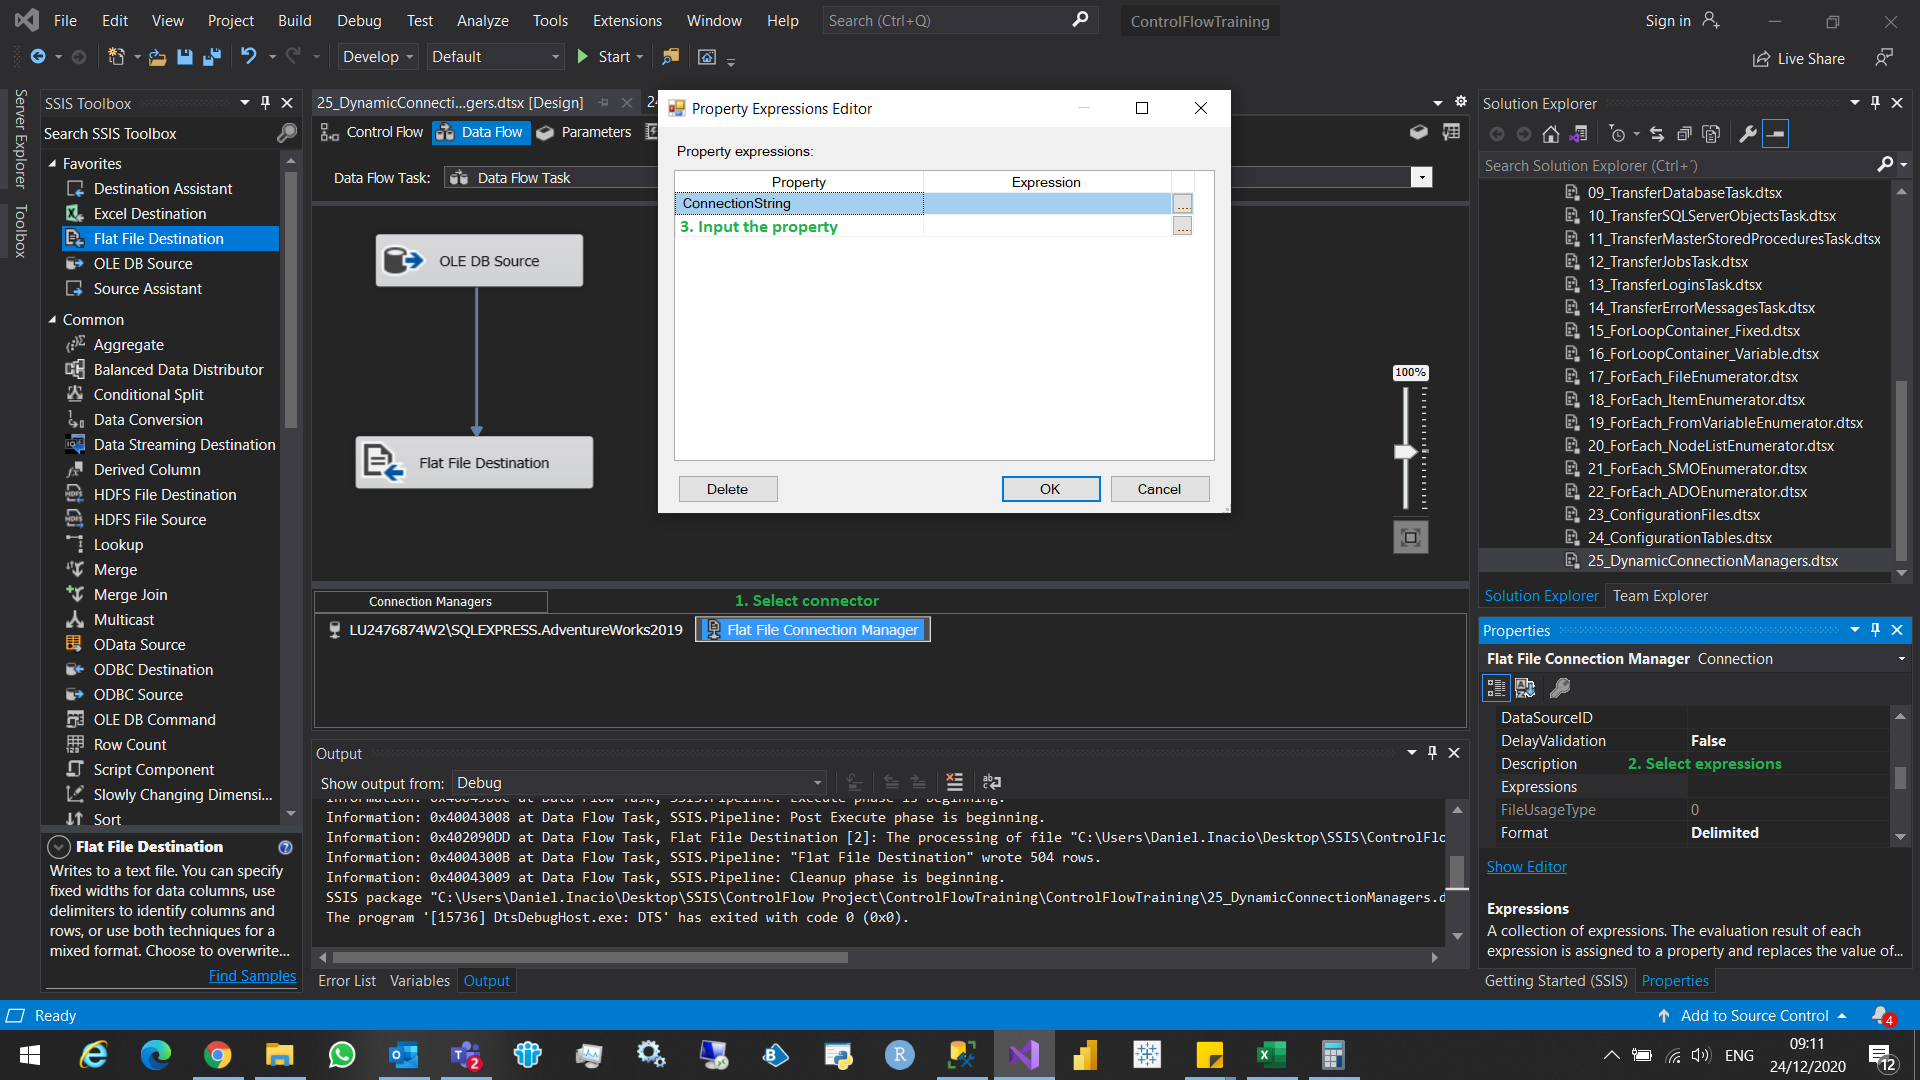 File Edit View Project Build Debug Test Analyze Tools Extensions Window Help Search (Ctrl+Q) ControlFlowTraining Sign in
Develop Default Start Live Share
Server Explorer
Toolbox
SSIS Toolbox
Search SSIS Toolbox
Favorites
Destination Assistant
Excel Destination
Flat File Destination
OLE DB Source
Source Assistant
Common
Aggregate
Balanced Data Distributor
Conditional Split
Data Conversion
Data Streaming Destination
Derived Column
HDFS File Destination
HDFS File Source
Lookup
Merge
Merge Join
Multicast
OData Source
ODBC Destination
ODBC Source
OLE DB Command
Row Count
Script Component
Slowly Changing Dimensi...
Sort
Flat File Destination
Writes to a text file. You can specify
fixed widths for data columns, use
delimiters to identify columns and
rows, or use both techniques for a
mixed format. Choose to overwrite...
Find Samples
25_DynamicConnecti...gers.dtsx [Design] 24
Control Flow Data Flow Parameters
Data Flow Task: Data Flow Task
OLE DB Source
Flat File Destination
100%
Property Expressions Editor
Property expressions:
Property Expression
ConnectionString ...
3. Input the property ...
Delete OK Cancel
Connection Managers 1. Select connector
LU2476874W2\SQLEXPRESS.AdventureWorks2019 Flat File Connection Manager
Output
Show output from: Debug
Information: 0x4004300C at Data Flow Task, SSIS.Pipeline: Execute phase is beginning.
Information: 0x40043008 at Data Flow Task, SSIS.Pipeline: Post Execute phase is beginning.
Information: 0x402090DD at Data Flow Task, Flat File Destination [2]: The processing of file "C:\Users\Daniel.Inacio\Desktop\SSIS\ControlFlo
Information: 0x4004300B at Data Flow Task, SSIS.Pipeline: "Flat File Destination" wrote 504 rows.
Information: 0x40043009 at Data Flow Task, SSIS.Pipeline: Cleanup phase is beginning.
SSIS package "C:\Users\Daniel.Inacio\Desktop\SSIS\ControlFlow Project\ControlFlowTraining\ControlFlowTraining\25_DynamicConnectionManagers.d
The program '[15736] DtsDebugHost.exe: DTS' has exited with code 0 (0x0).
Error List Variables Output
Solution Explorer
Search Solution Explorer (Ctrl+´)
09_TransferDatabaseTask.dtsx
10_TransferSQLServerObjectsTask.dtsx
11_TransferMasterStoredProceduresTask.dtsx
12_TransferJobsTask.dtsx
13_TransferLoginsTask.dtsx
14_TransferErrorMessagesTask.dtsx
15_ForLoopContainer_Fixed.dtsx
16_ForLoopContainer_Variable.dtsx
17_ForEach_FileEnumerator.dtsx
18_ForEach_ItemEnumerator.dtsx
19_ForEach_FromVariableEnumerator.dtsx
20_ForEach_NodeListEnumerator.dtsx
21_ForEach_SMOEnumerator.dtsx
22_ForEach_ADOEnumerator.dtsx
23_ConfigurationFiles.dtsx
24_ConfigurationTables.dtsx
25_DynamicConnectionManagers.dtsx
Solution Explorer Team Explorer
Properties
Flat File Connection Manager Connection
DataSourceID
DelayValidation False
Description 2. Select expressions
Expressions
FileUsageType 0
Format Delimited
Show Editor
Expressions
A collection of expressions. The evaluation result of each
expression is assigned to a property and replaces the value of...
Getting Started (SSIS) Properties
Ready Add to Source Control 4
2 ENG 09:11
24/12/2020 12